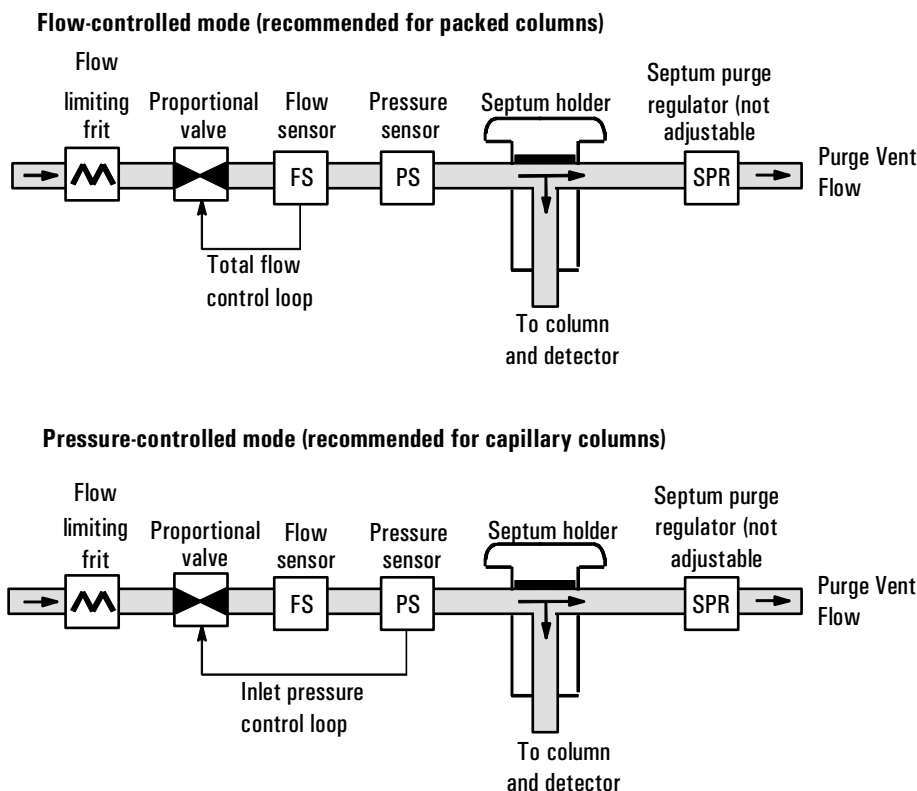 Flow-controlled mode (recommended for packed columns)
Flow
limiting
frit
Proportional
valve
Flow
sensor
Pressure
sensor
Septum holder
Septum purge
regulator (not
adjustable
FS
PS
SPR
Purge Vent
Flow
Total flow
control loop
To column
and detector
Pressure-controlled mode (recommended for capillary columns)
Flow
limiting
frit
Proportional
valve
Flow
sensor
Pressure
sensor
Septum holder
Septum purge
regulator (not
adjustable
FS
PS
SPR
Purge Vent
Flow
Inlet pressure
control loop
To column
and detector